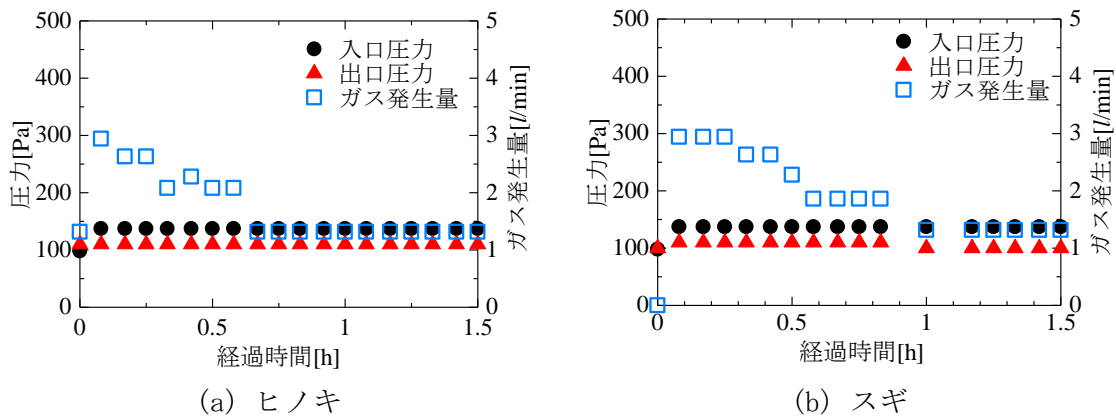 500
400
300
200
100
0
圧力[Pa]
入口圧力
出口圧力
ガス発生量
5
4
3
2
1
0
ガス発生量[l/min]
0
0.5
1
1.5
経過時間[h]
(a) ヒノキ
500
400
300
200
100
0
圧力[Pa]
入口圧力
出口圧力
ガス発生量
5
4
3
2
1
0
ガス発生量[l/min]
0
0.5
1
1.5
経過時間[h]
(b) スギ